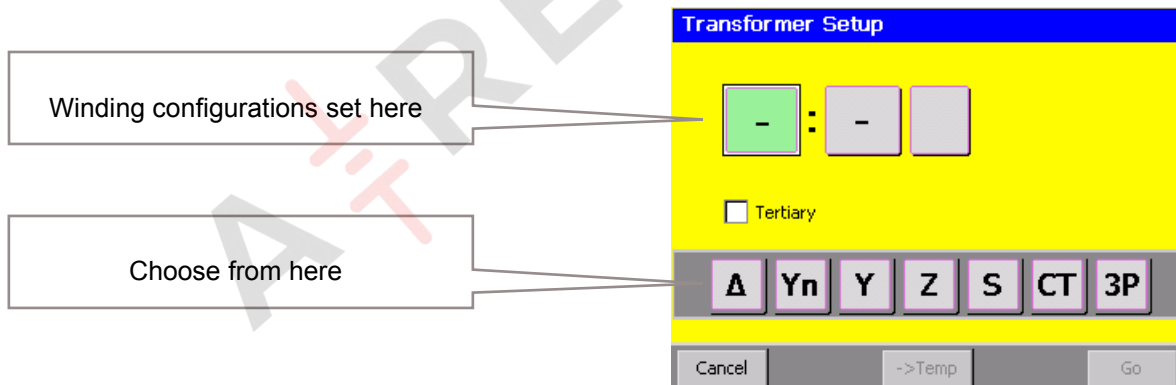 Transformer Setup
Winding configurations set here
- : -
Tertiary
Choose from here
Δ Yn Y Z S CT 3P
Cancel ->Temp Go